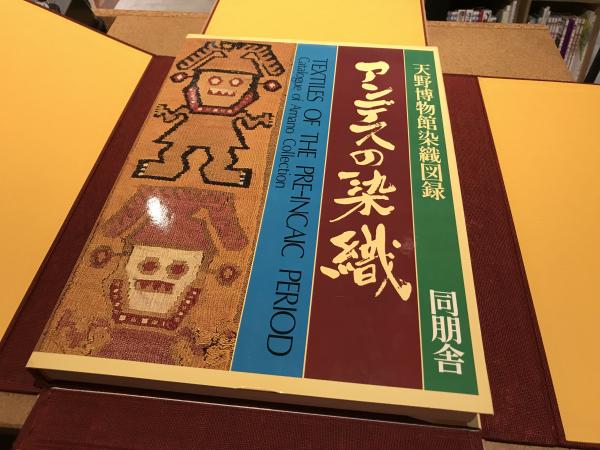 天野博物館染織図録
同朋舎
アンデスの染織
TEXTILES OF THE PRE-INCAIC PERIOD
Catalogue of Amano Collection